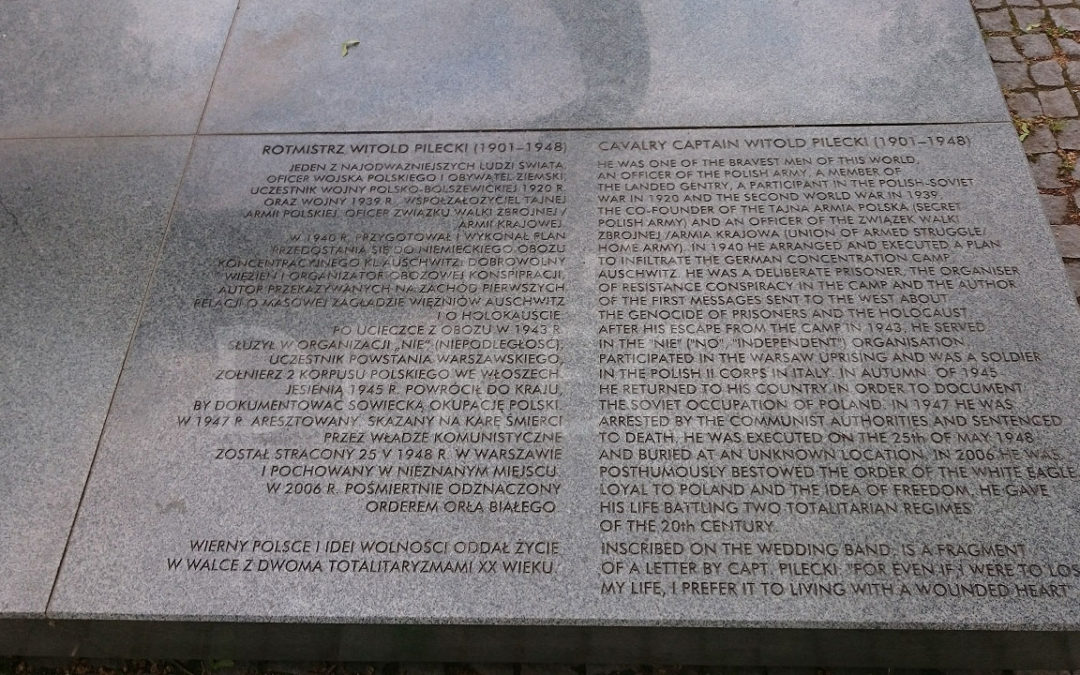 ROTMISTRZ WITOLD PILECKI (1901–1948)
JEDEN Z NAJODWAŻNIEJSZYCH LUDZI ŚWIATA,
OFICER WOJSKA POLSKIEGO I OBYWATEL ZIEMSKI,
UCZESTNIK WOJNY POLSKO-BOLSZEWICKIEJ 1920 R.
ORAZ WOJNY 1939 R., WSPÓŁZAŁOŻYCIEL TAJNEJ
ARMII POLSKIEJ, OFICER ZWIĄZKU WALKI ZBROJNEJ /
ARMII KRAJOWEJ.
W 1940 R. PRZYGOTOWAŁ I WYKONAŁ PLAN
PRZEDOSTANIA SIĘ DO NIEMIECKIEGO OBOZU
KONCENTRACYJNEGO KL AUSCHWITZ; DOBROWOLNY
WIĘZIEŃ I ORGANIZATOR OBOZOWEJ KONSPIRACJI,
AUTOR PRZEKAZYWANYCH NA ZACHÓD PIERWSZYCH
RELACJI O MASOWEJ ZAGŁADZIE WIĘŹNIÓW AUSCHWITZ
I O HOLOKAUŚCIE.
PO UCIECZCE Z OBOZU W 1943 R.
SŁUŻYŁ W ORGANIZACJI „NIE" (NIEPODLEGŁOŚĆ),
UCZESTNIK POWSTANIA WARSZAWSKIEGO,
ŻOŁNIERZ 2 KORPUSU POLSKIEGO WE WŁOSZECH.
JESIENIĄ 1945 R. POWRÓCIŁ DO KRAJU,
BY DOKUMENTOWAĆ SOWIECKĄ OKUPACJĘ POLSKI.
W 1947 R. ARESZTOWANY, SKAZANY NA KARĘ ŚMIERCI
PRZEZ WŁADZE KOMUNISTYCZNE
ZOSTAŁ STRACONY 25 V 1948 R. W WARSZAWIE
I POCHOWANY W NIEZNANYM MIEJSCU.
W 2006 R. POŚMIERTNIE ODZNACZONY
ORDEREM ORŁA BIAŁEGO.
WIERNY POLSCE I IDEI WOLNOŚCI ODDAŁ ŻYCIE
W WALCE Z DWOMA TOTALITARYZMAMI XX WIEKU.
CAVALRY CAPTAIN WITOLD PILECKI (1901–1948)
HE WAS ONE OF THE BRAVEST MEN OF THIS WORLD,
AN OFFICER OF THE POLISH ARMY, A MEMBER OF
THE LANDED GENTRY, A PARTICIPANT IN THE POLISH-SOVIET
WAR IN 1920 AND THE SECOND WORLD WAR IN 1939,
THE CO-FOUNDER OF THE TAJNA ARMIA POLSKA (SECRET
POLISH ARMY) AND AN OFFICER OF THE ZWIĄZEK WALKI
ZBROJNEJ /ARMIA KRAJOWA (UNION OF ARMED STRUGGLE/
HOME ARMY). IN 1940 HE ARRANGED AND EXECUTED A PLAN
TO INFILTRATE THE GERMAN CONCENTRATION CAMP
AUSCHWITZ. HE WAS A DELIBERATE PRISONER, THE ORGANISER
OF RESISTANCE CONSPIRACY IN THE CAMP AND THE AUTHOR
OF THE FIRST MESSAGES SENT TO THE WEST ABOUT
THE GENOCIDE OF PRISONERS AND THE HOLOCAUST.
AFTER HIS ESCAPE FROM THE CAMP IN 1943, HE SERVED
IN THE "NIE" ("NO", "INDEPENDENT") ORGANISATION,
PARTICIPATED IN THE WARSAW UPRISING AND WAS A SOLDIER
IN THE POLISH II CORPS IN ITALY. IN AUTUMN OF 1945
HE RETURNED TO HIS COUNTRY IN ORDER TO DOCUMENT
THE SOVIET OCCUPATION OF POLAND. IN 1947 HE WAS
ARRESTED BY THE COMMUNIST AUTHORITIES AND SENTENCED
TO DEATH. HE WAS EXECUTED ON THE 25th OF MAY 1948
AND BURIED AT AN UNKNOWN LOCATION. IN 2006 HE WAS
POSTHUMOUSLY BESTOWED THE ORDER OF THE WHITE EAGLE.
LOYAL TO POLAND AND THE IDEA OF FREEDOM, HE GAVE
HIS LIFE BATTLING TWO TOTALITARIAN REGIMES
OF THE 20th CENTURY.
INSCRIBED ON THE WEDDING BAND, IS A FRAGMENT
OF A LETTER BY CAPT. PILECKI: "FOR EVEN IF I WERE TO LOS
MY LIFE, I PREFER IT TO LIVING WITH A WOUNDED HEART"